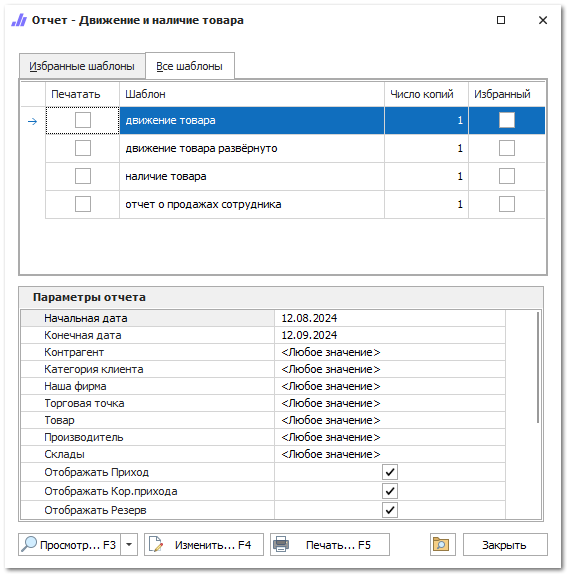 Отчет - Движение и наличие товара
Избранные шаблоны Все шаблоны
Печатать Шаблон Число копий Избранный
движение товара 1
движение товара развёрнуто 1
наличие товара 1
отчет о продажах сотрудника 1
Параметры отчета
Начальная дата 12.08.2024
Конечная дата 12.09.2024
Контрагент <Любое значение>
Категория клиента <Любое значение>
Наша фирма <Любое значение>
Торговая точка <Любое значение>
Товар <Любое значение>
Производитель <Любое значение>
Склады <Любое значение>
Отображать Приход
Отображать Кор.прихода
Отображать Резерв
Просмотр... F3 Изменить... F4 Печать... F5 Закрыть